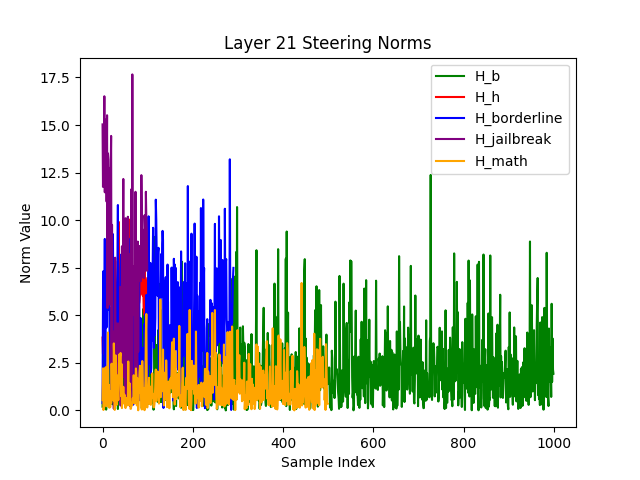 Layer 21 Steering Norms
Norm Value
17.5
15.0
12.5
10.0
7.5
5.0
2.5
0.0
H_b
H_h
H_borderline
H_jailbreak
H_math
0
200
400
600
800
1000
Sample Index